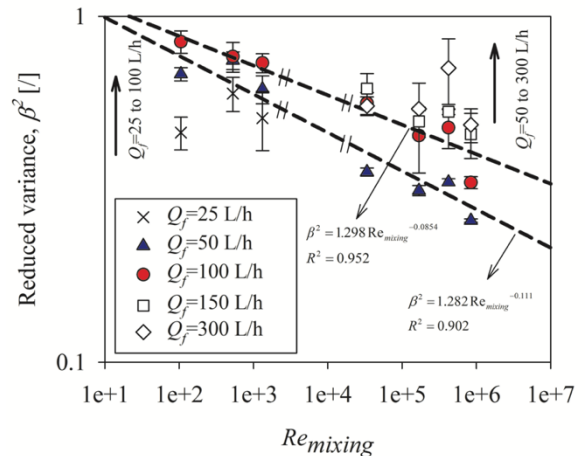 1
Reduced variance, β² [/]
0.1
Q_f=25 to 100 L/h
Q_f=50 to 300 L/h
β² = 1.298 Re_mixing^-0.0854
R² = 0.952
β² = 1.282 Re_mixing^-0.111
R² = 0.902
Q_f=25 L/h
Q_f=50 L/h
Q_f=100 L/h
Q_f=150 L/h
Q_f=300 L/h
1e+1 1e+2 1e+3 1e+4 1e+5 1e+6 1e+7
Re_mixing